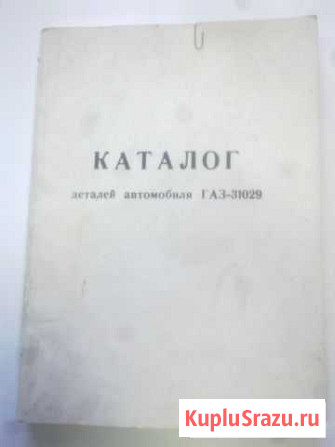 КАТАЛОГ
деталей автомобиля ГАЗ-31029
KupluSrazu.ru